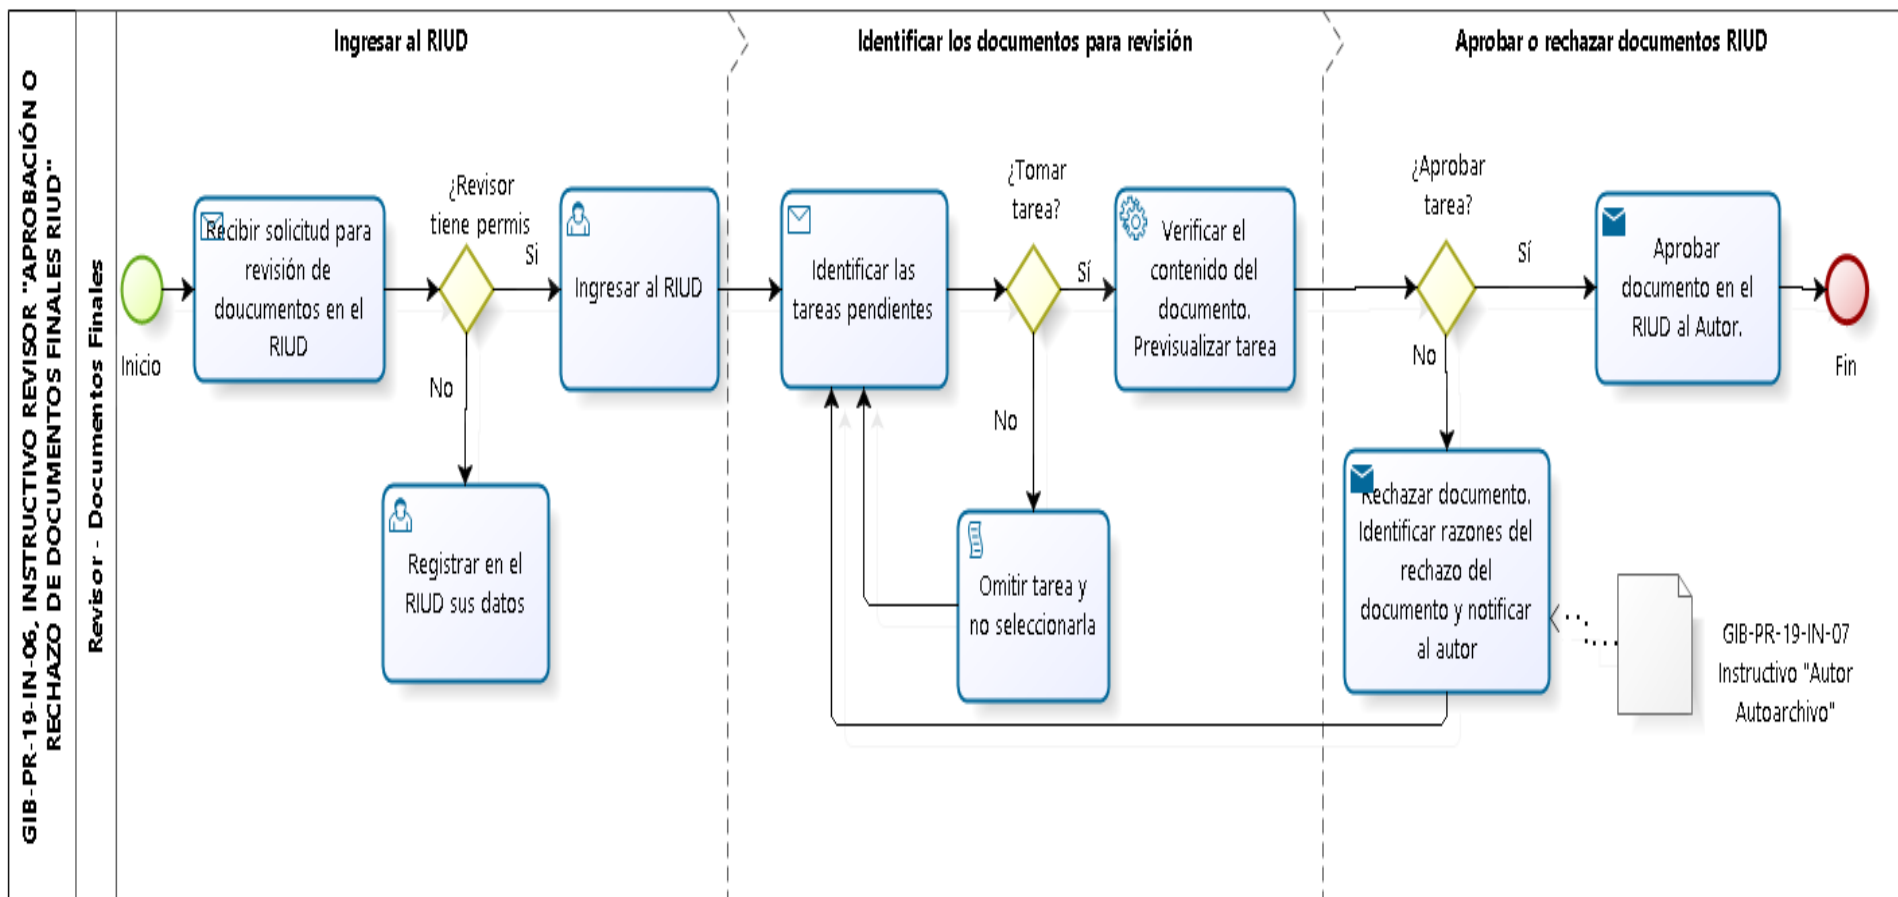 GIB-PR-19-IN-06, INSTRUCTIVO REVISOR "APROBACIÓN O
RECHAZO DE DOCUMENTOS FINALES RIUD"
Revisor - Documentos Finales
Ingresar al RIUD
Identificar los documentos para revisión
Aprobar o rechazar documentos RIUD
Inicio
Recibir solicitud para
revisión de
doucumentos en el
RIUD
¿Revisor
tiene permis
Si
No
Ingresar al RIUD
Registrar en el
RIUD sus datos
Identificar las
tareas pendientes
¿Tomar
tarea?
Sí
No
Verificar el
contenido del
documento.
Previsualizar tarea
Omitir tarea y
no seleccionarla
¿Aprobar
tarea?
Sí
No
Aprobar
documento en el
RIUD al Autor.
Fin
Rechazar documento.
Identificar razones del
rechazo del
documento y notificar
al autor
GIB-PR-19-IN-07
Instructivo "Autor
Autoarchivo"